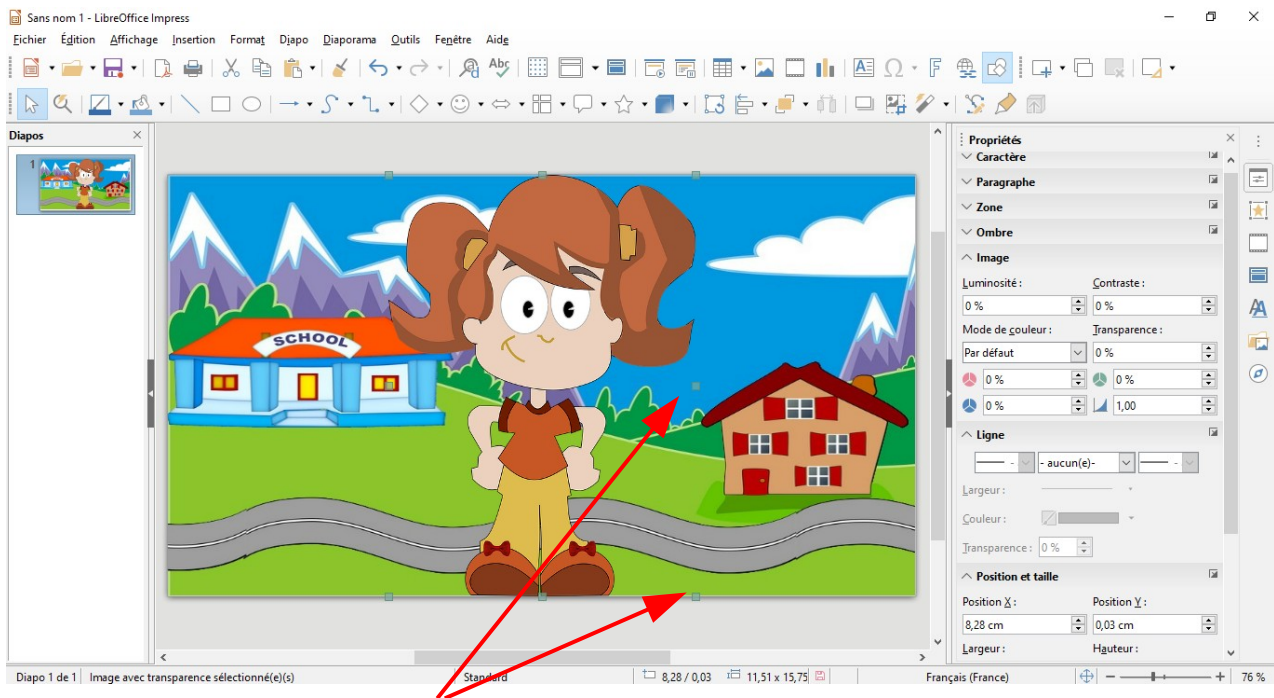 Sans nom 1 - LibreOffice Impress
Fichier Édition Affichage Insertion Format Diapo Diaporama Outils Fenêtre Aide
Diapos
1
SCHOOL
Propriétés
Caractère
Paragraphe
Zone
Ombre
Image
Luminosité : Contraste :
0 % 0 %
Mode de couleur : Transparence :
Par défaut 0 %
0 % 0 %
0 % 1,00
Ligne
- aucun(e)-
Largeur :
Couleur :
Transparence : 0 %
Position et taille
Position X : Position Y :
8,28 cm 0,03 cm
Largeur : Hauteur :
Diapo 1 de 1 Image avec transparence sélectionné(e)(s) Standard 8,28 / 0,03 11,51 x 15,75 Français (France) 76 %